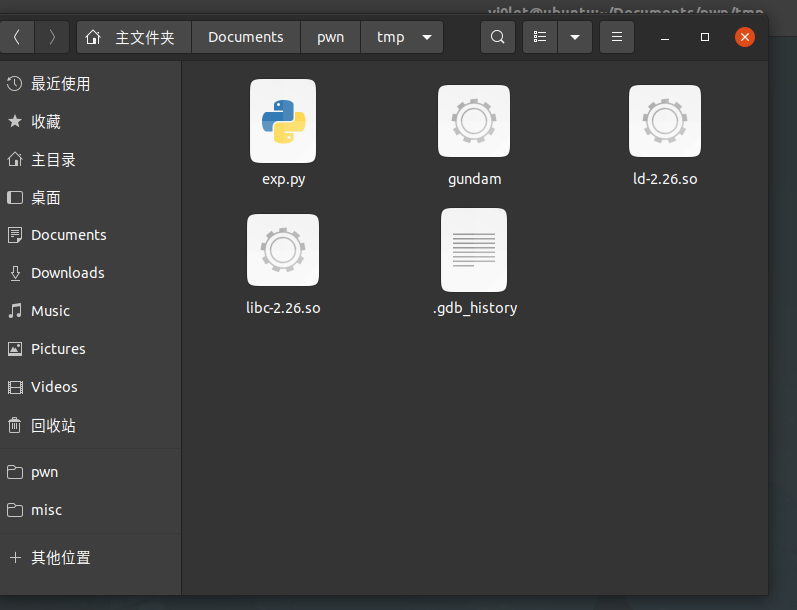 vi0let@ubuntu:~/Documents/pwn/tmp
主文件夹 Documents pwn tmp
最近使用
收藏
主目录
桌面
Documents
Downloads
Music
Pictures
Videos
回收站
pwn
misc
其他位置
exp.py gundam ld-2.26.so
libc-2.26.so .gdb_history